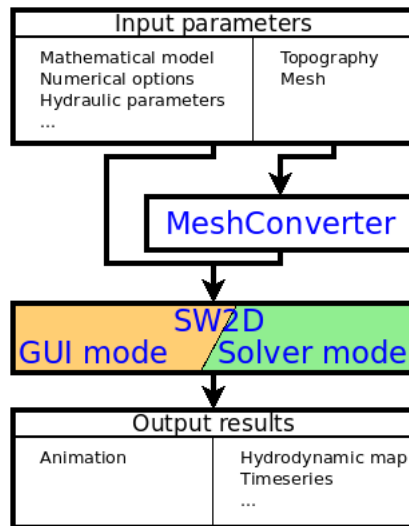 Input parameters
Mathematical model
Numerical options
Hydraulic parameters
...
Topography
Mesh
MeshConverter
SW2D
GUI mode
Solver mode
Output results
Animation
Hydrodynamic map
Timeseries
...